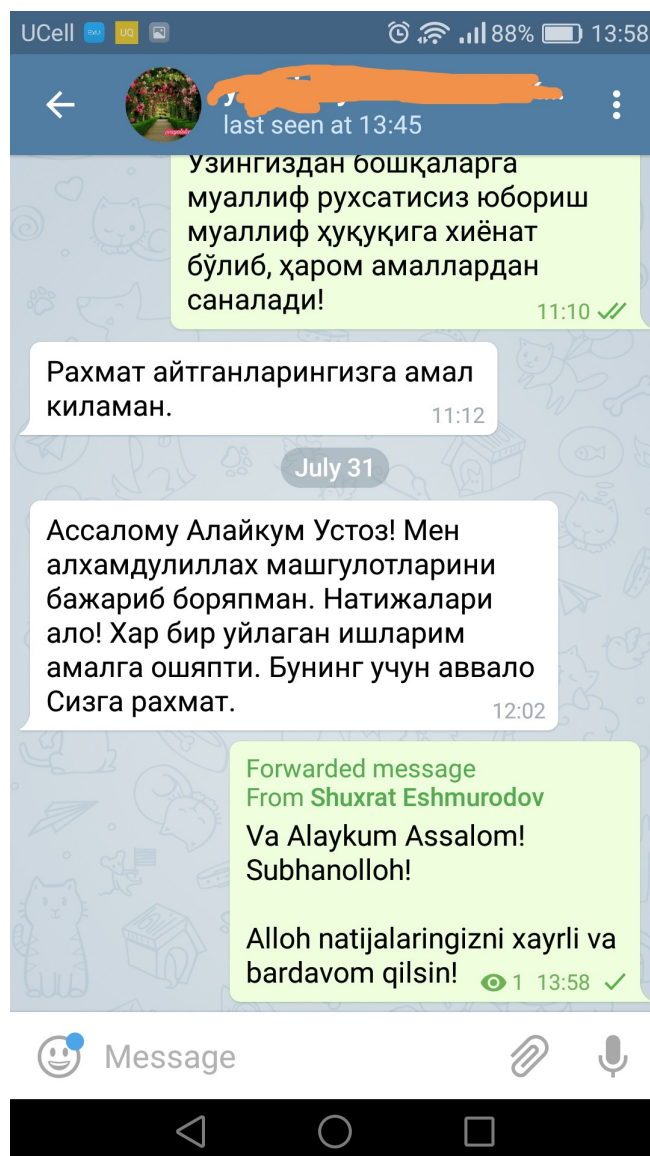 UCell
UQ
88%
13:58
last seen at 13:45
Ўзингиздан бошқаларга
муаллиф рухсатисиз юбориш
муаллиф ҳуқуқига хиёнат
бўлиб, ҳаром амаллардан
саналади!
11:10
Рахмат айтганларингизга амал
киламан.
11:12
July 31
Ассалому Алайкум Устоз! Мен
алхамдулиллах машгулотларини
бажариб боряпман. Натижалари
ало! Хар бир уйлаган ишларим
амалга ошяпти. Бунинг учун аввало
Сизга рахмат.
12:02
Forwarded message
From Shuxrat Eshmurodov
Va Alaykum Assalom!
Subhanolloh!
Alloh natijalaringizni xayrli va
bardavom qilsin!
1 13:58
Message